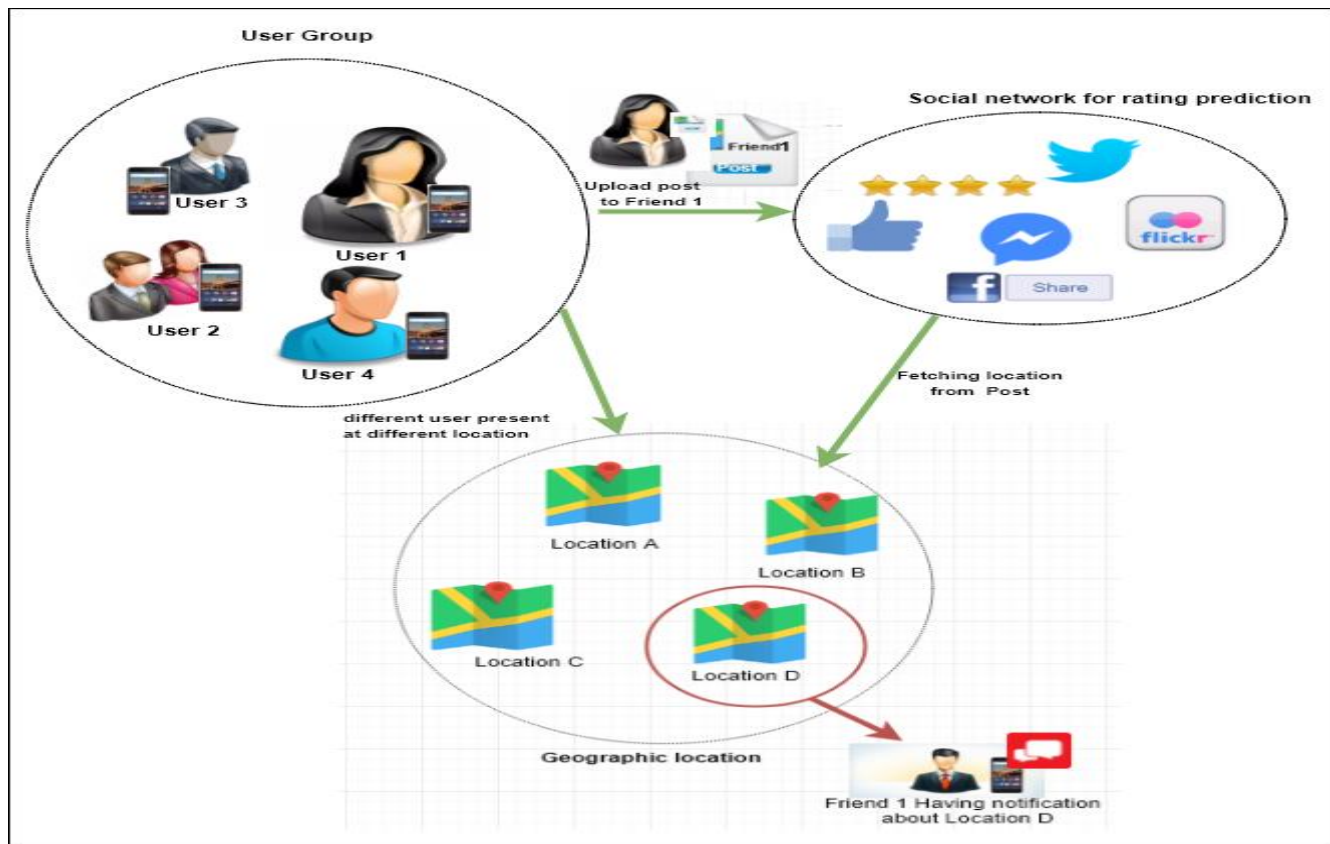 User Group
Social network for rating prediction
Friend1
Post
Upload post
to Friend 1
User 3
User 1
flickr
f Share
User 2
User 4
Fetching location
from Post
different user present
at different location
Location A
Location B
Location C
Location D
Geographic location
Friend 1 Having notification
about Location D